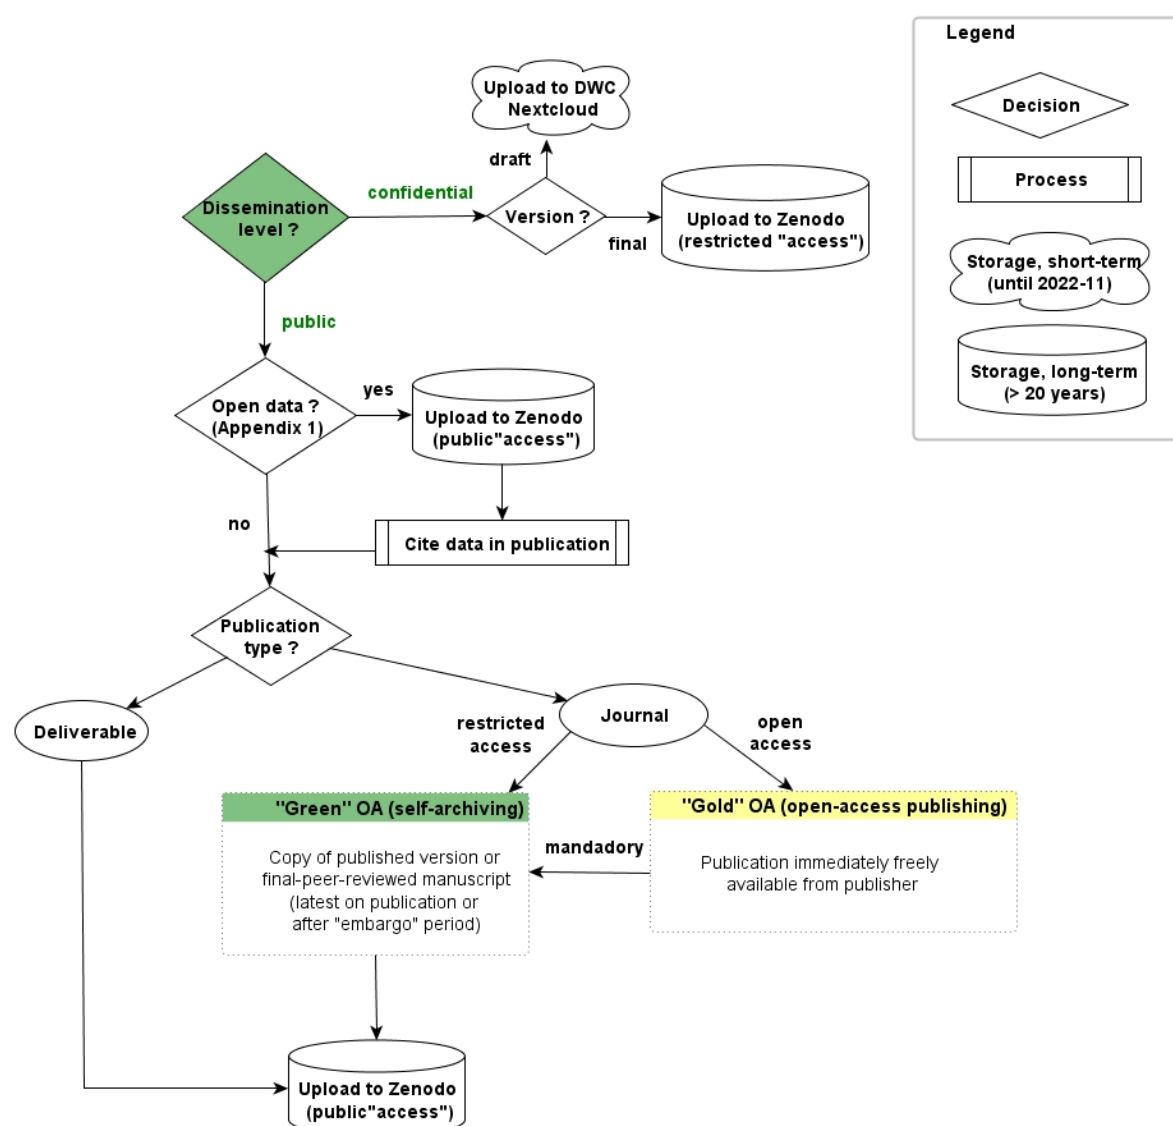 Legend
Decision
Process
Storage, short-term
(until 2022-11)
Storage, long-term
(> 20 years)
Upload to DWC
Nextcloud
draft
confidential
Dissemination
level ?
Version ?
final
Upload to Zenodo
(restricted "access")
public
Open data ?
(Appendix 1)
yes
Upload to Zenodo
(public"access")
no
Cite data in publication
Publication
type ?
Deliverable
Journal
restricted
access
open
access
"Green" OA (self-archiving)
Copy of published version or
final-peer-reviewed manuscript
(latest on publication or
after "embargo" period)
mandadory
"Gold" OA (open-access publishing)
Publication immediately freely
available from publisher
Upload to Zenodo
(public"access")